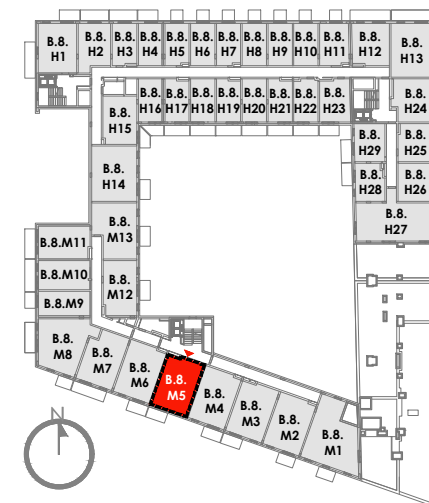 B.8.
H1
B.8.
H2
B.8.
H3
B.8.
H4
B.8.
H5
B.8.
H6
B.8.
H7
B.8.
H8
B.8.
H9
B.8.
H10
B.8.
H11
B.8.
H12
B.8.
H13
B.8.
H15
B.8.
H16
B.8.
H17
B.8.
H18
B.8.
H19
B.8.
H20
B.8.
H21
B.8.
H22
B.8.
H23
B.8.
H24
B.8.
H29
B.8.
H25
B.8.
H14
B.8.
H28
B.8.
H26
B.8.
H27
B.8.
M13
B.8.M11
B.8.M10
B.8.
M12
B.8.M9
B.8.
M8
B.8.
M7
B.8.
M6
B.8.
M5
B.8.
M4
B.8.
M3
B.8.
M2
B.8.
M1
N